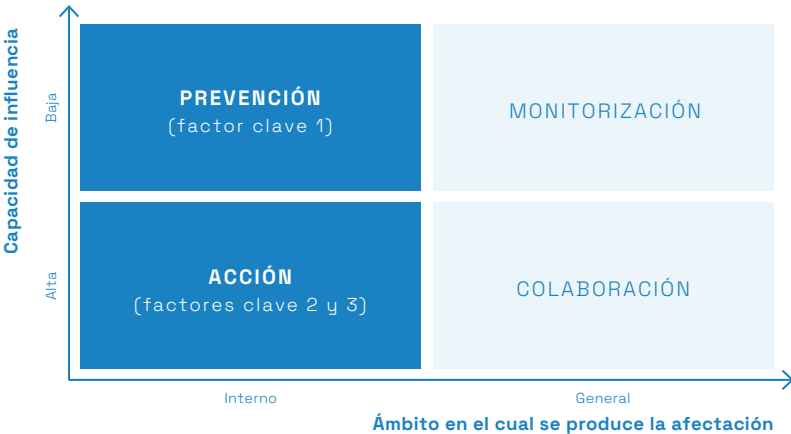 Capacidad de influencia
Baja
PREVENCIÓN
(factor clave 1)
MONITORIZACIÓN
Alta
ACCIÓN
(factores clave 2 y 3)
COLABORACIÓN
Interno
General
Ámbito en el cual se produce la afectación